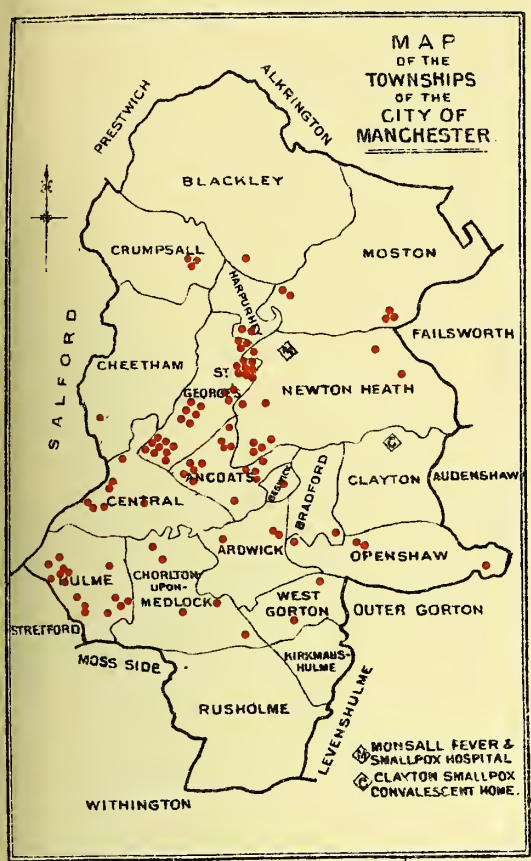 MAP
OF THE
TOWNSHIPS
OF THE
CITY OF
MANCHESTER.
PRESTWICH
ALKRINGTON
BLACKLEY
CRUMPSALL
MOSTON
HARPURHEY
FAILSWORTH
SALFORD
CHEETHAM
ST
GEORGES
NEWTON HEATH
ANCOATS
BESWICK
BRADFORD
CLAYTON
AUDENSHAW
CENTRAL
ARDWICK
OPENSHAW
HULME
CHORLTON
UPON-
MEDLOCK
WEST
GORTON
OUTER GORTON
STRETFORD
MOSS SIDE
KIRKMANS-
HULME
RUSHOLME
LEVENSHULME
WITHINGTON
M MONSALL FEVER &
SMALLPOX HOSPITAL
C CLAYTON SMALLPOX
CONVALESCENT HOME.